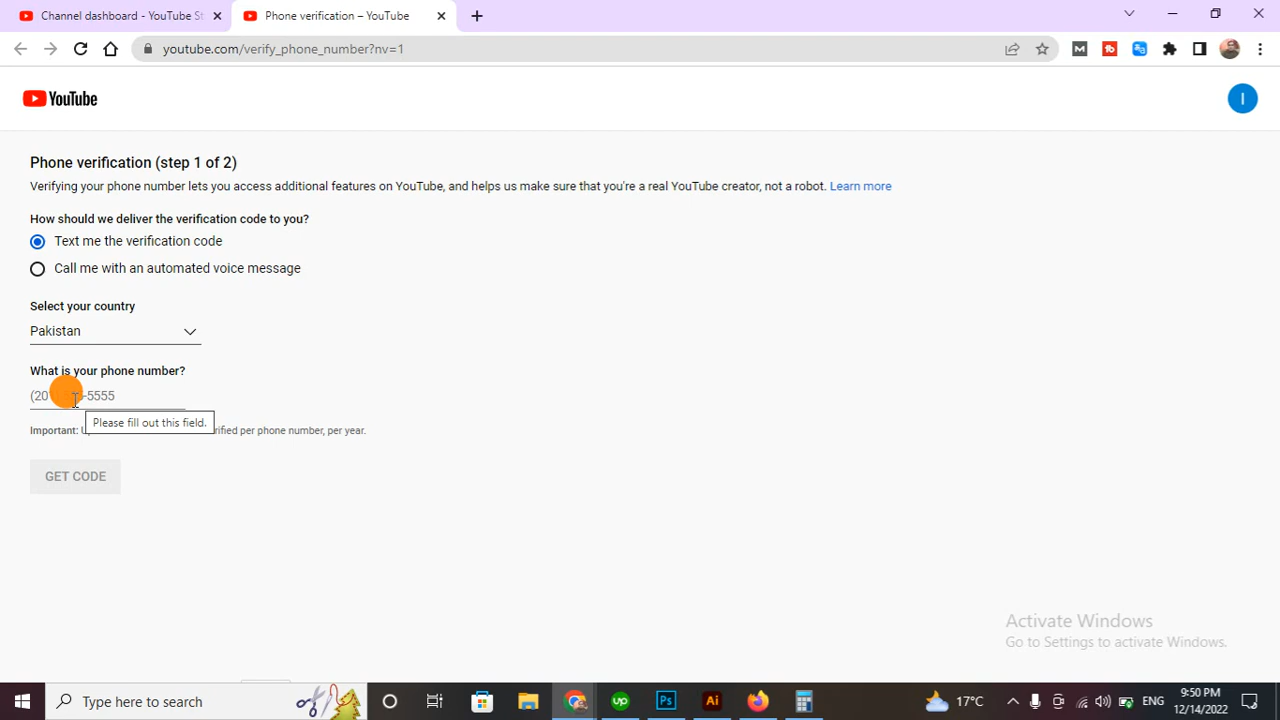 Channel dashboard - YouTube St
Phone verification – YouTube
youtube.com/verify_phone_number?nv=1
YouTube
I
Phone verification (step 1 of 2)
Verifying your phone number lets you access additional features on YouTube, and helps us make sure that you're a real YouTube creator, not a robot. Learn more
How should we deliver the verification code to you?
Text me the verification code
Call me with an automated voice message
Select your country
Pakistan
What is your phone number?
(20 -5555
Please fill out this field.
Important: per phone number, per year.
GET CODE
Activate Windows
Go to Settings to activate Windows.
Type here to search
up
Ps
Ai
17°C
ENG
9:50 PM
12/14/2022